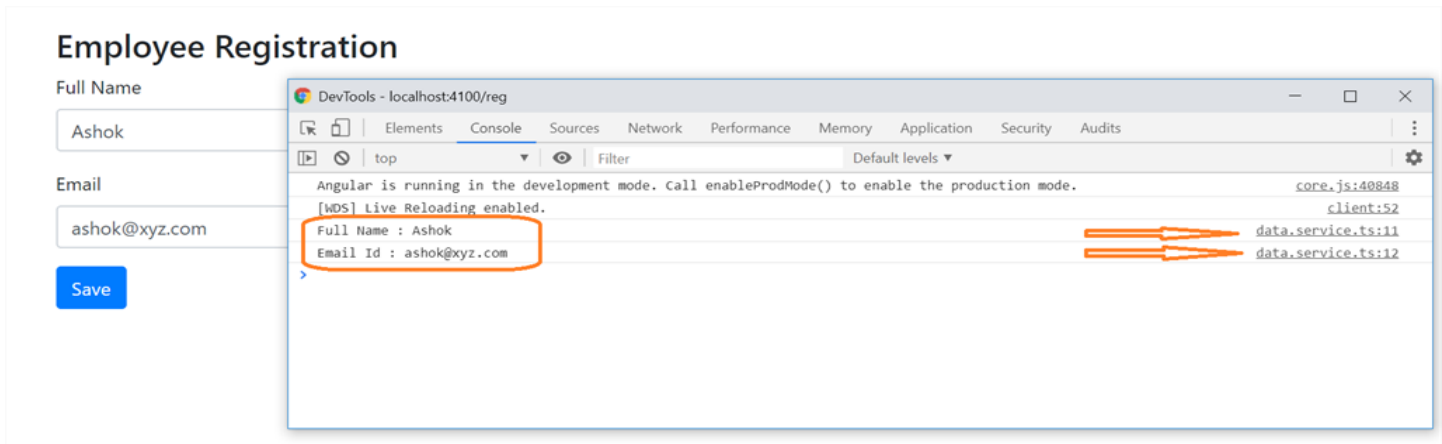 Employee Registration
Full Name
Ashok
Email
ashok@xyz.com
Save
DevTools - localhost:4100/reg
Elements Console Sources Network Performance Memory Application Security Audits
top Filter Default levels
Angular is running in the development mode. Call enableProdMode() to enable the production mode. core.js:40848
[WDS] Live Reloading enabled. client:52
Full Name : Ashok data.service.ts:11
Email Id : ashok@xyz.com data.service.ts:12